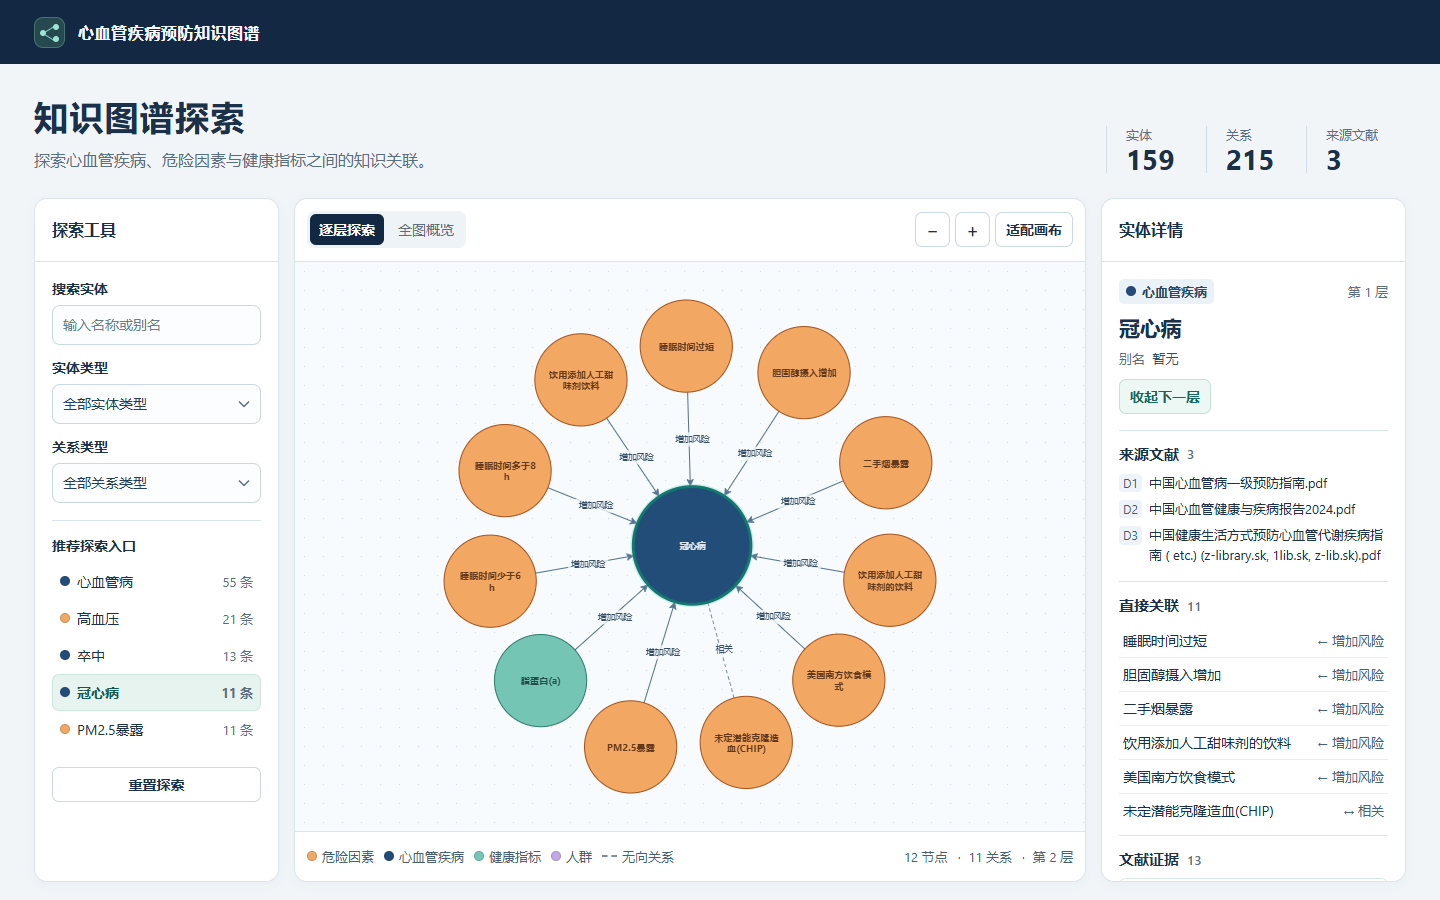 心血管疾病预防知识图谱
知识图谱探索
探索心血管疾病、危险因素与健康指标之间的知识关联。
实体
159
关系
215
来源文献
3
探索工具
搜索实体
输入名称或别名
实体类型
全部实体类型
关系类型
全部关系类型
推荐探索入口
心血管病 55 条
高血压 21 条
卒中 13 条
冠心病 11 条
PM2.5暴露 11 条
重置探索
逐层探索 全图概览
− + 适配画布
睡眠时间过短
饮用添加人工甜
味剂饮料
胆固醇摄入增加
增加风险
增加风险
增加风险
睡眠时间多于8
h
二手烟暴露
增加风险
增加风险
冠心病
增加风险
增加风险
睡眠时间少于6
h
饮用添加人工甜
味剂的饮料
增加风险
增加风险
增加风险
相关
脂蛋白(a)
美国南方饮食模
式
PM2.5暴露
未定潜能克隆造
血(CHIP)
危险因素 心血管疾病 健康指标 人群 无向关系
12 节点 · 11 关系 · 第 2 层
实体详情
心血管疾病 第 1 层
冠心病
别名 暂无
收起下一层
来源文献 3
D1 中国心血管病一级预防指南.pdf
D2 中国心血管健康与疾病报告2024.pdf
D3 中国健康生活方式预防心血管代谢疾病指
南 ( etc.) (z-library.sk, 1lib.sk, z-lib.sk).pdf
直接关联 11
睡眠时间过短 ← 增加风险
胆固醇摄入增加 ← 增加风险
二手烟暴露 ← 增加风险
饮用添加人工甜味剂的饮料 ← 增加风险
美国南方饮食模式 ← 增加风险
未定潜能克隆造血(CHIP) ↔ 相关
文献证据 13